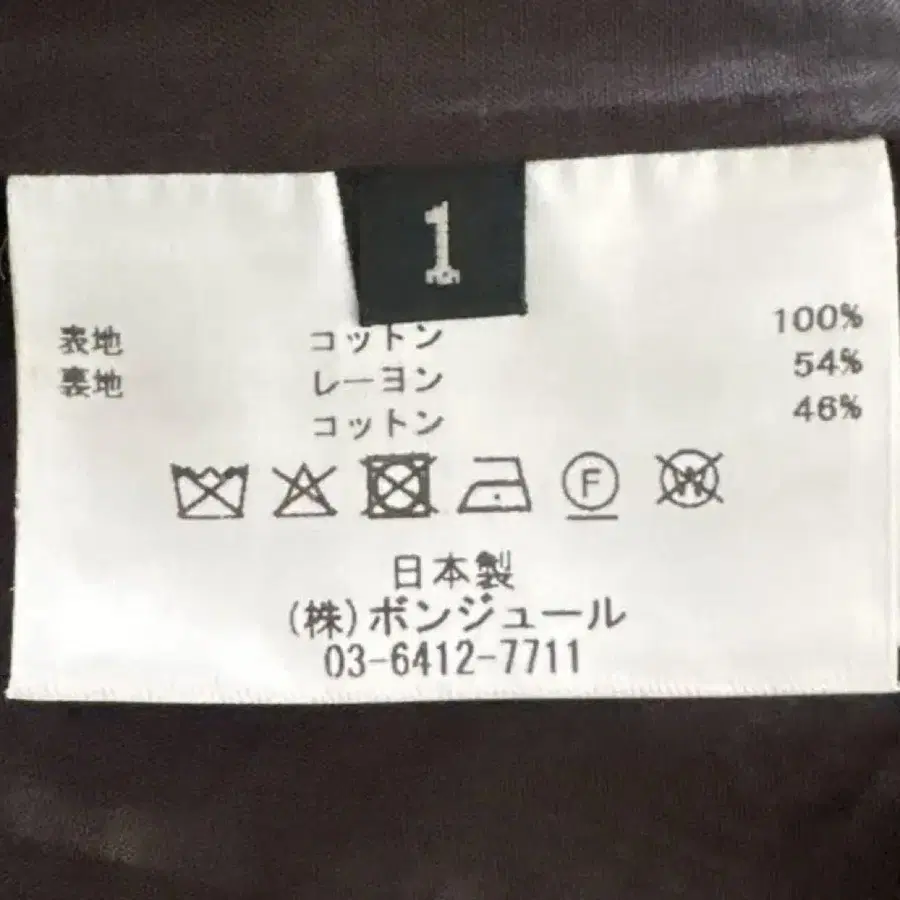 1
表地 コットン 100%
裏地 レーヨン 54%
コットン 46%
F W
日本製
(株)ボンジュール
03-6412-7711